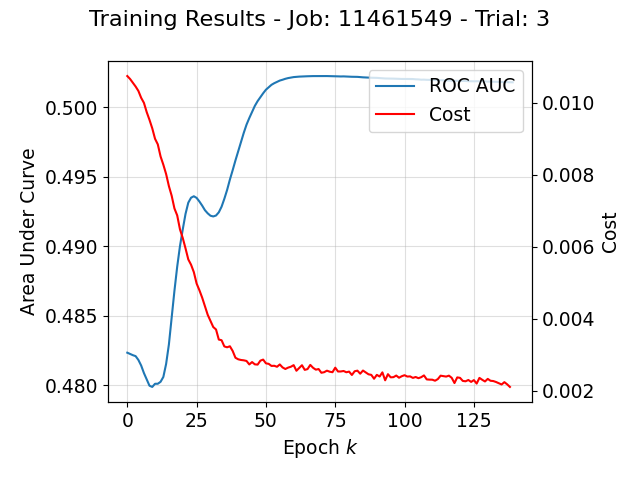 Training Results - Job: 11461549 - Trial: 3
ROC AUC
Cost
0.500
0.495
0.490
0.485
0.480
Area Under Curve
0.010
0.008
0.006
0.004
0.002
Cost
0 25 50 75 100 125
Epoch k